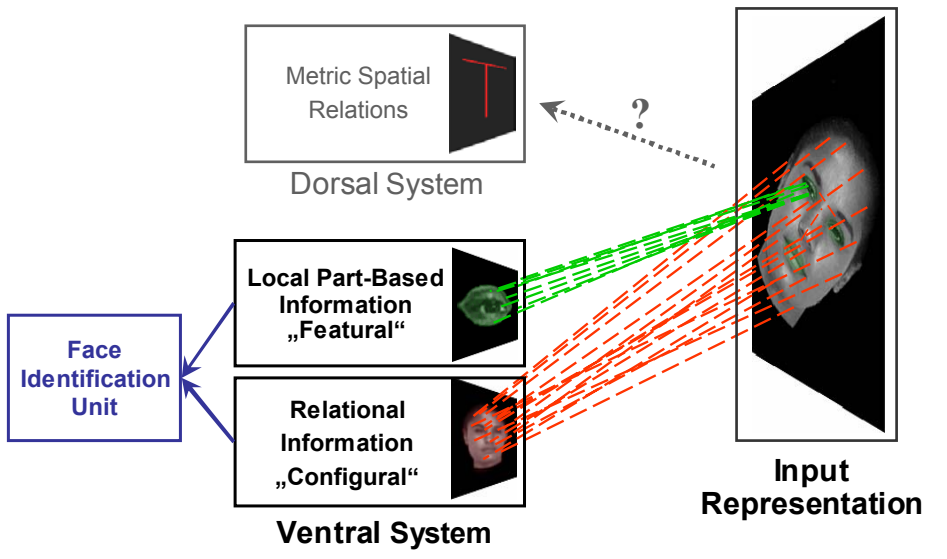 Metric Spatial
Relations
?
Dorsal System
Local Part-Based
Information
„Featural“
Face
Identification
Unit
Relational
Information
„Configural“
Ventral System
Input
Representation